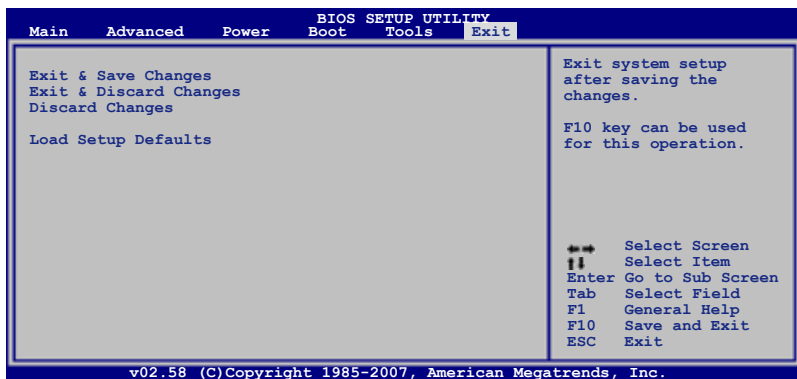 BIOS SETUP UTILITY
Main Advanced Power Boot Tools Exit
Exit & Save Changes
Exit & Discard Changes
Discard Changes
Load Setup Defaults
Exit system setup
after saving the
changes.
F10 key can be used
for this operation.
Select Screen
Select Item
Enter Go to Sub Screen
Tab Select Field
F1 General Help
F10 Save and Exit
ESC Exit
v02.58 (C)Copyright 1985-2007, American Megatrends, Inc.